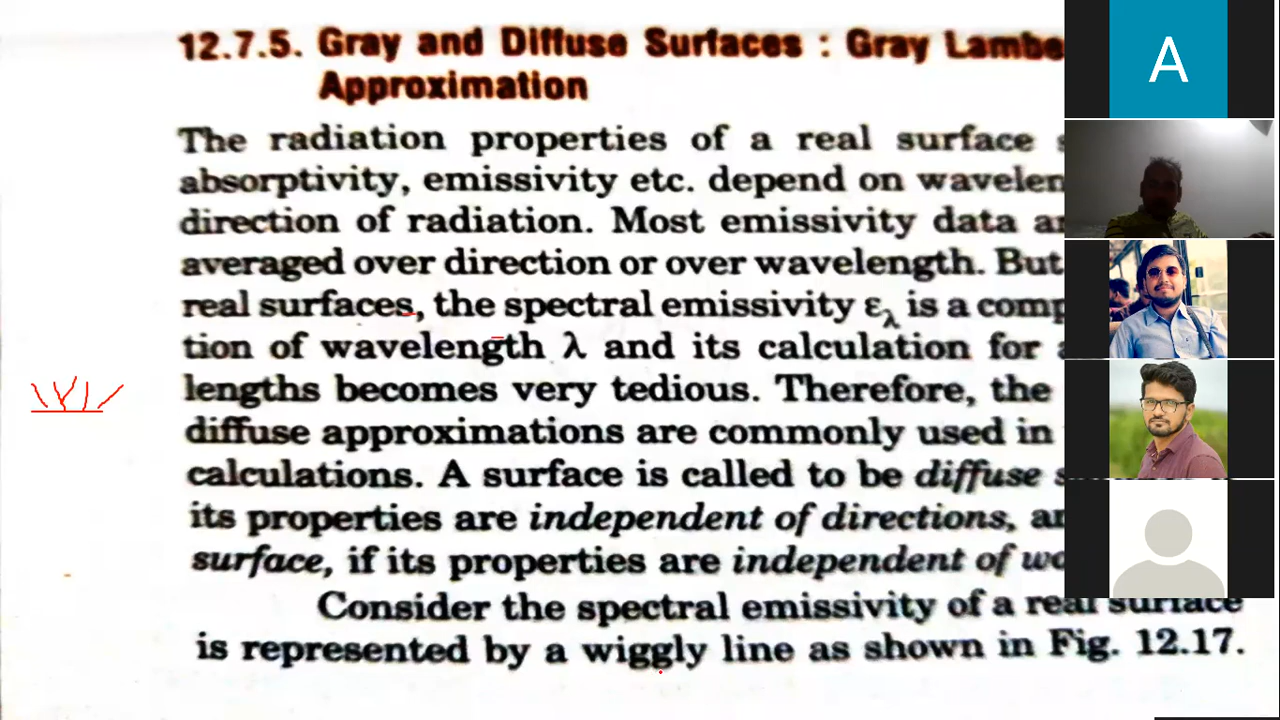 12.7.5. Gray and Diffuse Surfaces : Gray Lambe
Approximation
The radiation properties of a real surface
absorptivity, emissivity etc. depend on wavelen
direction of radiation. Most emissivity data a
averaged over direction or over wavelength. But
real surfaces, the spectral emissivity ελ is a comp
tion of wavelength λ and its calculation for a
lengths becomes very tedious. Therefore, the
diffuse approximations are commonly used in
calculations. A surface is called to be diffuse s
its properties are independent of directions, an
surface, if its properties are independent of wa
Consider the spectral emissivity of a real surface
is represented by a wiggly line as shown in Fig. 12.17.
A